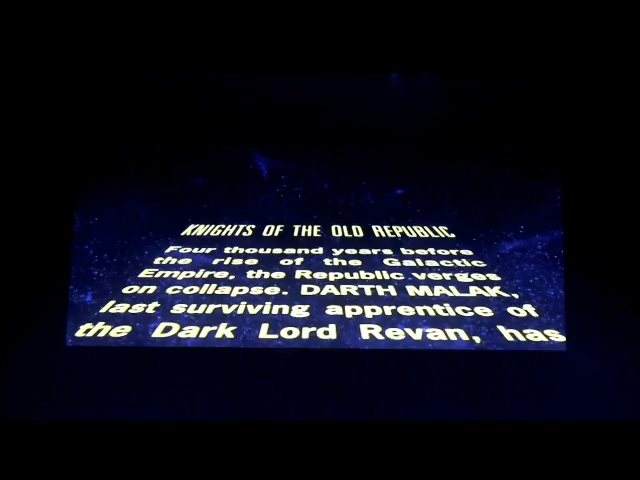 KNIGHTS OF THE OLD REPUBLIC
Four thousand years before
the rise of the Galactic
Empire, the Republic verges
on collapse. DARTH MALAK,
last surviving apprentice of
the Dark Lord Revan, has